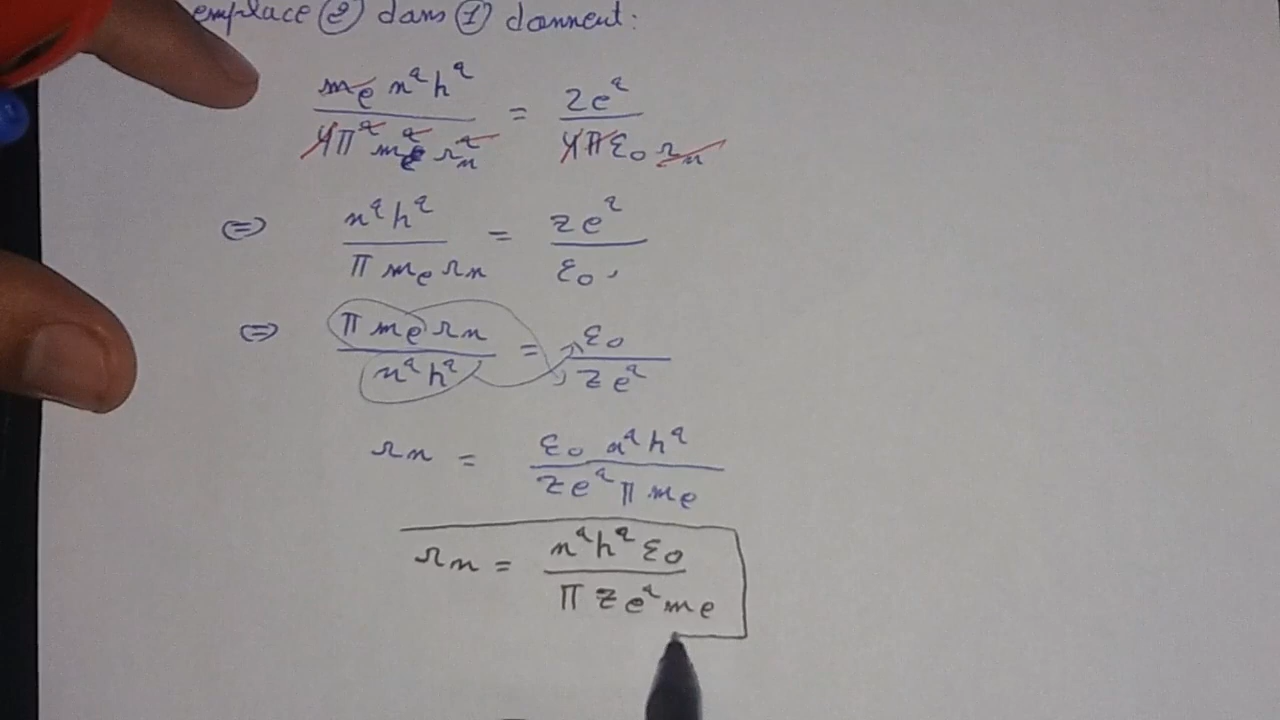 emplace ② dans ① donnent:
mₑ n² h² / 4π² mₑ² rₙ² = Ze² / 4πε₀ rₙ
⇔ n² h² / π mₑ rₙ = ze² / ε₀
⇔ π mₑ rₙ / n² h² = ε₀ / ze²
rₙ = ε₀ n² h² / ze² π mₑ
rₙ = n² h² ε₀ / π z e² mₑ